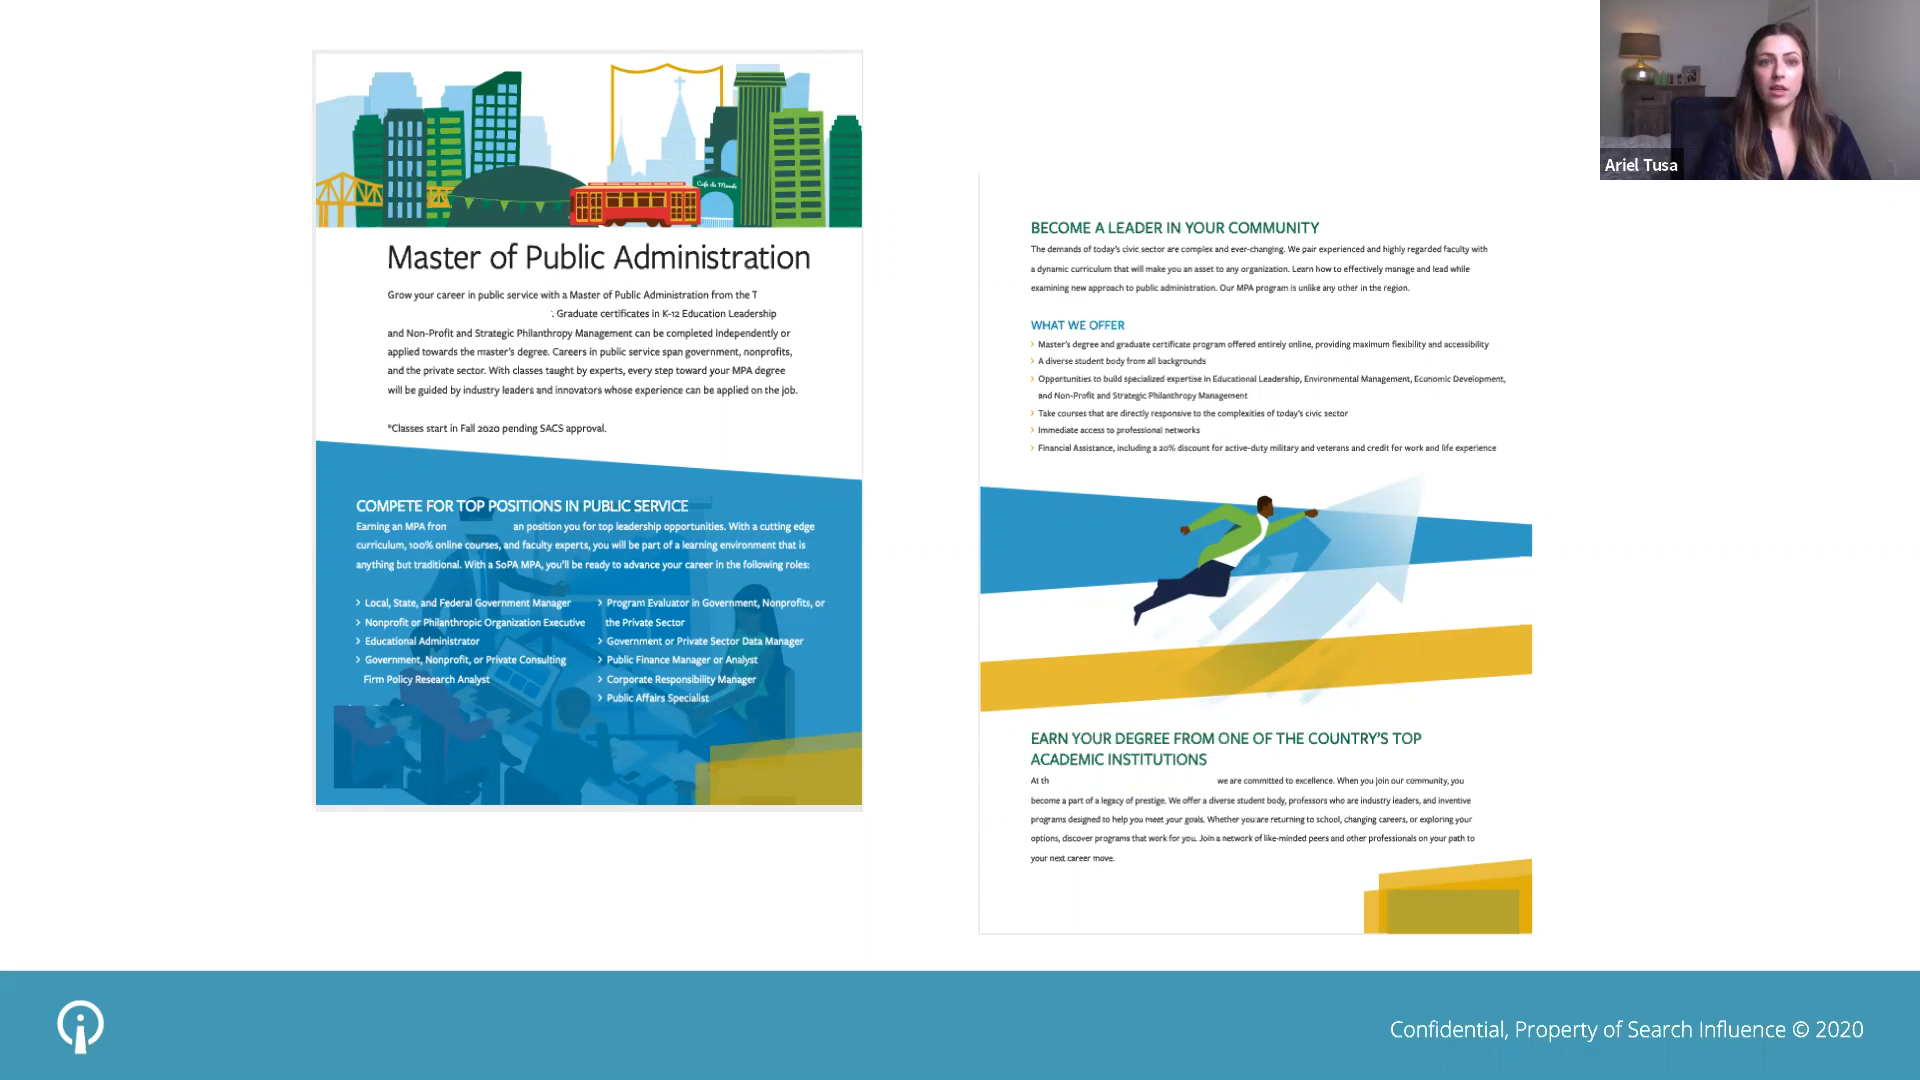 Cafe du Monde
Master of Public Administration
Grow your career in public service with a Master of Public Administration from the T
. Graduate certificates in K-12 Education Leadership
and Non-Profit and Strategic Philanthropy Management can be completed independently or
applied towards the master's degree. Careers in public service span government, nonprofits,
and the private sector. With classes taught by experts, every step toward your MPA degree
will be guided by industry leaders and innovators whose experience can be applied on the job.
*Classes start in Fall 2020 pending SACS approval.
COMPETE FOR TOP POSITIONS IN PUBLIC SERVICE
Earning an MPA from an position you for top leadership opportunities. With a cutting edge
curriculum, 100% online courses, and faculty experts, you will be part of a learning environment that is
anything but traditional. With a SoPA MPA, you'll be ready to advance your career in the following roles:
> Local, State, and Federal Government Manager
> Nonprofit or Philanthropic Organization Executive
> Educational Administrator
> Government, Nonprofit, or Private Consulting
Firm Policy Research Analyst
> Program Evaluator in Government, Nonprofits, or
the Private Sector
> Government or Private Sector Data Manager
> Public Finance Manager or Analyst
> Corporate Responsibility Manager
> Public Affairs Specialist
BECOME A LEADER IN YOUR COMMUNITY
The demands of today's civic sector are complex and ever-changing. We pair experienced and highly regarded faculty with
a dynamic curriculum that will make you an asset to any organization. Learn how to effectively manage and lead while
examining new approach to public administration. Our MPA program is unlike any other in the region.
WHAT WE OFFER
> Master's degree and graduate certificate program offered entirely online, providing maximum flexibility and accessibility
> A diverse student body from all backgrounds
> Opportunities to build specialized expertise in Educational Leadership, Environmental Management, Economic Development,
and Non-Profit and Strategic Philanthropy Management
> Take courses that are directly responsive to the complexities of today's civic sector
> Immediate access to professional networks
> Financial Assistance, including a 20% discount for active-duty military and veterans and credit for work and life experience
EARN YOUR DEGREE FROM ONE OF THE COUNTRY'S TOP
ACADEMIC INSTITUTIONS
At th we are committed to excellence. When you join our community, you
become a part of a legacy of prestige. We offer a diverse student body, professors who are industry leaders, and inventive
programs designed to help you meet your goals. Whether you are returning to school, changing careers, or exploring your
options, discover programs that work for you. Join a network of like-minded peers and other professionals on your path to
your next career move.
Ariel Tusa
Confidential, Property of Search Influence © 2020